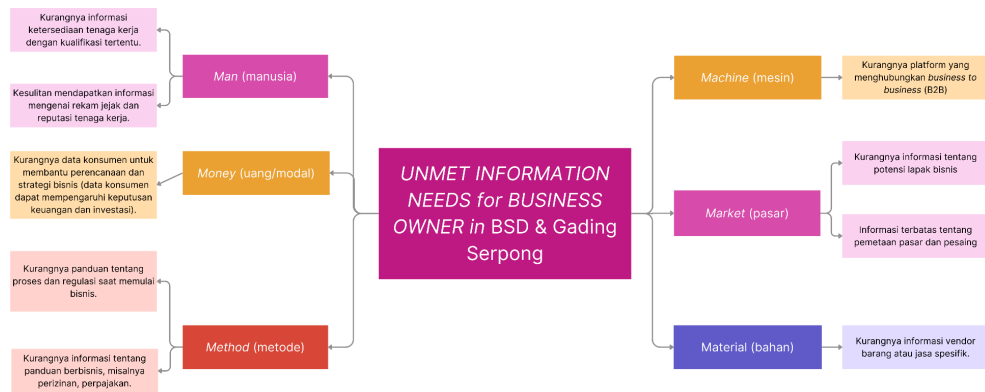 Kurangnya informasi
ketersediaan tenaga kerja
dengan kualifikasi tertentu.
Man (manusia)
Kesulitan mendapatkan informasi
mengenai rekam jejak dan
reputasi tenaga kerja.
Kurangnya data konsumen untuk
membantu perencanaan dan
strategi bisnis (data konsumen
dapat mempengaruhi keputusan
keuangan dan investasi).
Money (uang/modal)
Kurangnya panduan tentang
proses dan regulasi saat memulai
bisnis.
Method (metode)
Kurangnya informasi tentang
panduan berbisnis, misalnya
perizinan, perpajakan.
UNMET INFORMATION
NEEDS for BUSINESS
OWNER in BSD & Gading
Serpong
Machine (mesin)
Kurangnya platform yang
menghubungkan business to
business (B2B)
Market (pasar)
Kurangnya informasi tentang
potensi lapak bisnis
Informasi terbatas tentang
pemetaan pasar dan pesaing
Material (bahan)
Kurangnya informasi vendor
barang atau jasa spesifik.